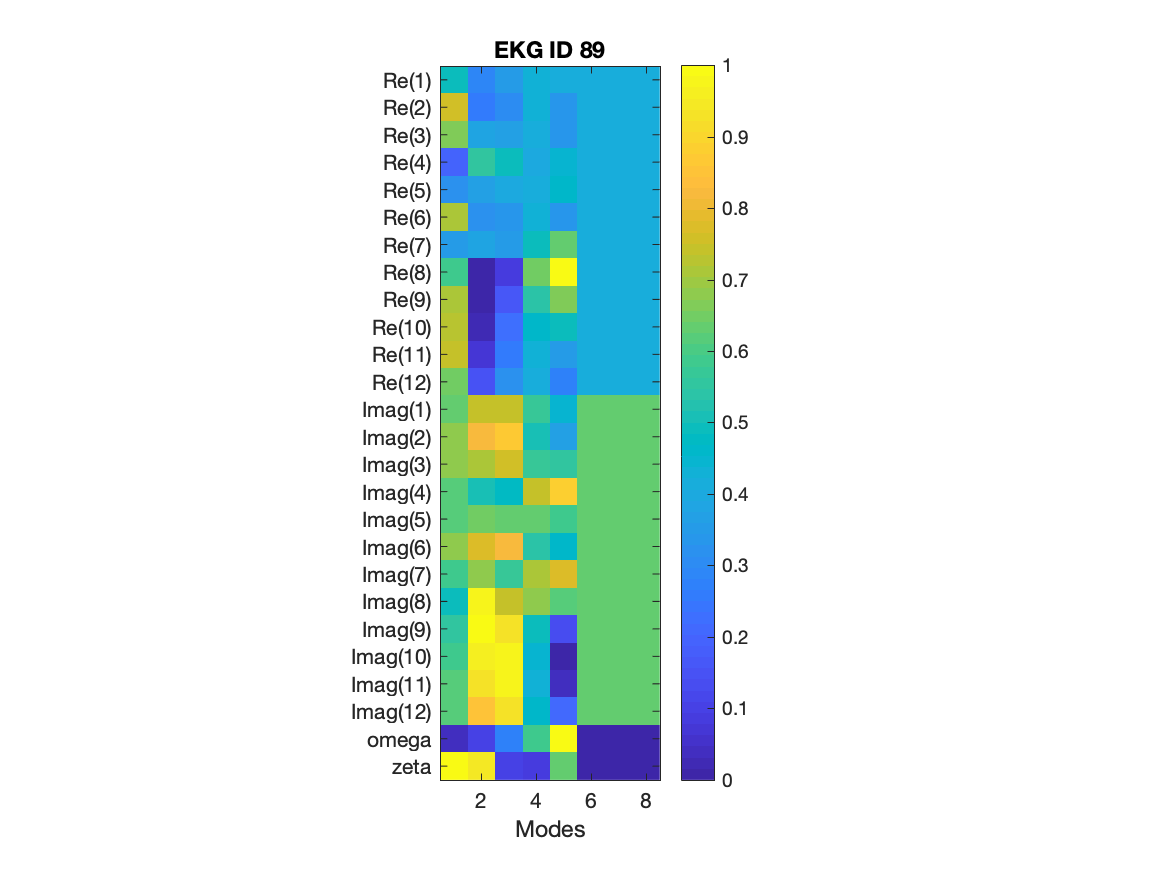 EKG ID 89
Re(1)
Re(2)
Re(3)
Re(4)
Re(5)
Re(6)
Re(7)
Re(8)
Re(9)
Re(10)
Re(11)
Re(12)
Imag(1)
Imag(2)
Imag(3)
Imag(4)
Imag(5)
Imag(6)
Imag(7)
Imag(8)
Imag(9)
Imag(10)
Imag(11)
Imag(12)
omega
zeta
2 4 6 8
Modes
1
0.9
0.8
0.7
0.6
0.5
0.4
0.3
0.2
0.1
0